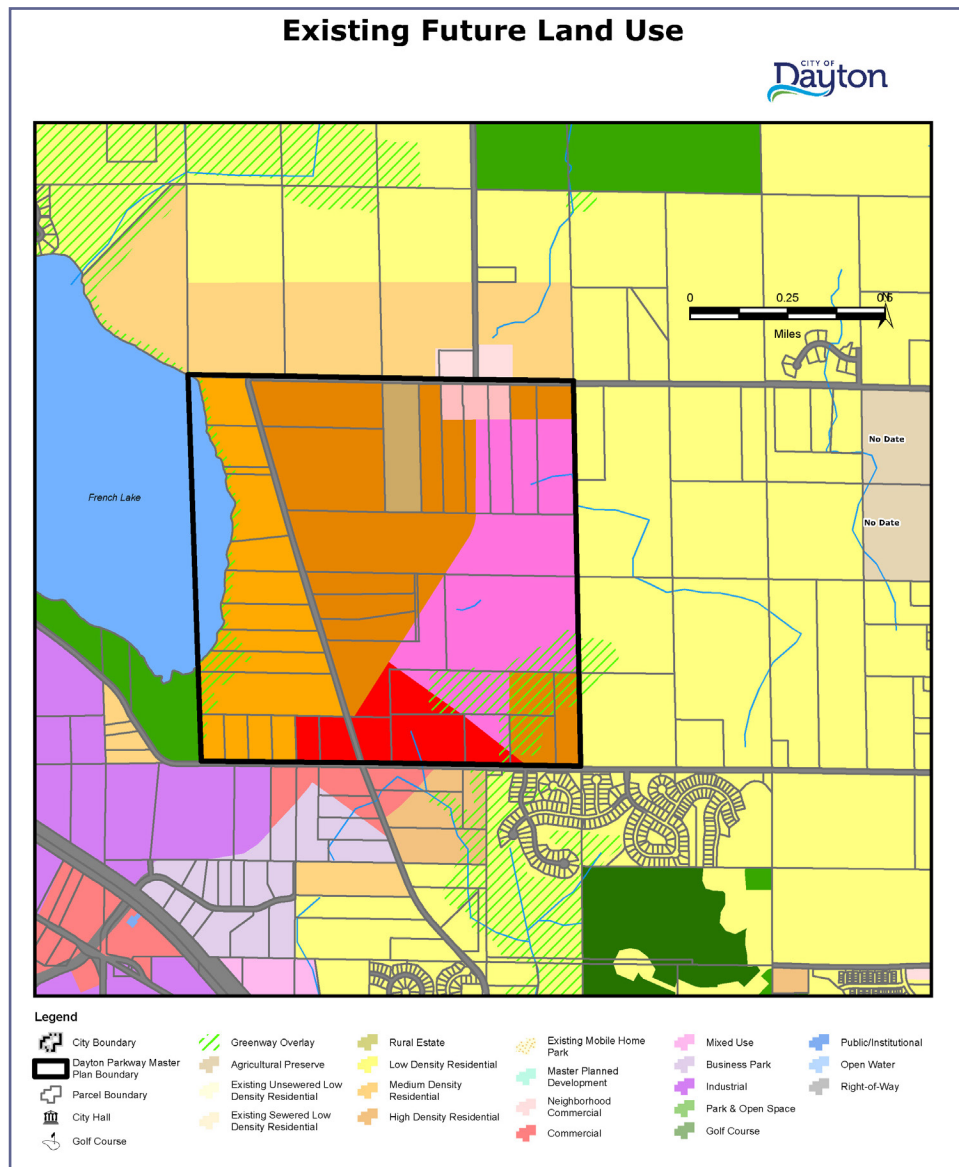 Existing Future Land Use
CITY OF
Dayton
0 0.25 0.5
N
Miles
No Date
French Lake
No Date
Legend
City Boundary
Dayton Parkway Master
Plan Boundary
Parcel Boundary
City Hall
Golf Course
Greenway Overlay
Agricultural Preserve
Existing Unsewered Low
Density Residential
Existing Sewered Low
Density Residential
Rural Estate
Low Density Residential
Medium Density
Residential
High Density Residential
Existing Mobile Home
Park
Master Planned
Development
Neighborhood
Commercial
Commercial
Mixed Use
Business Park
Industrial
Park & Open Space
Golf Course
Public/Institutional
Open Water
Right-of-Way